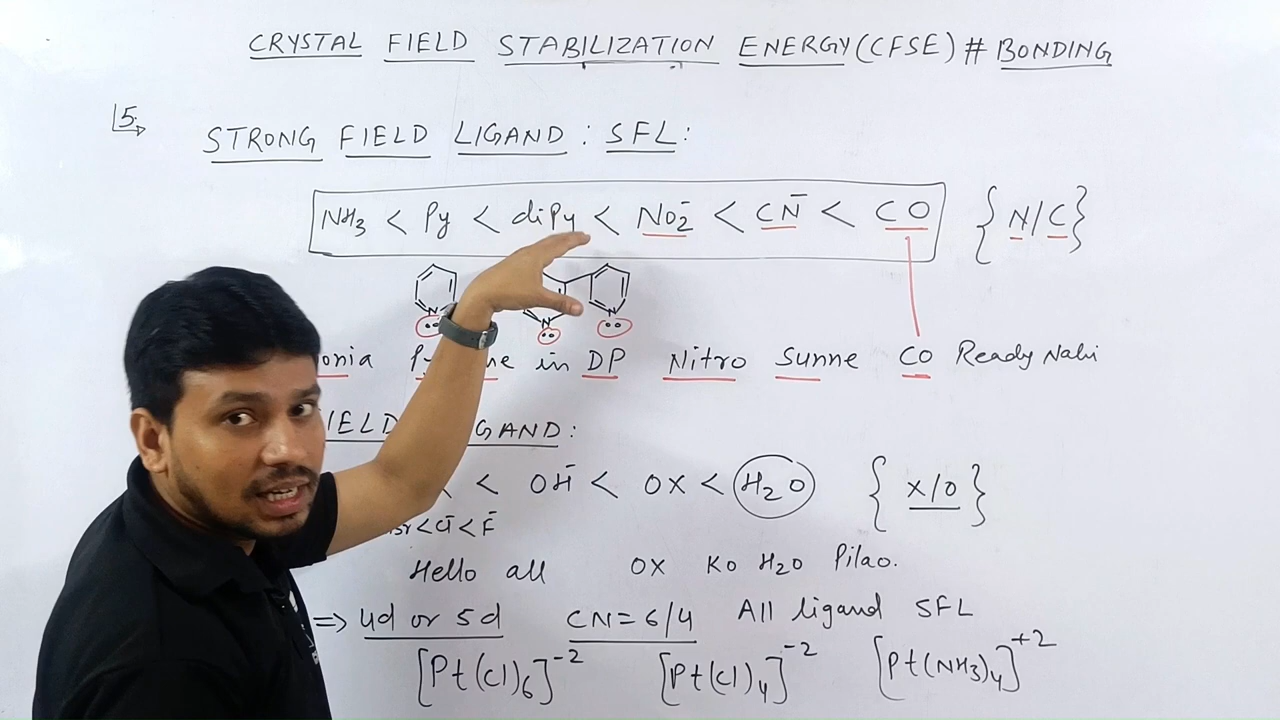 CRYSTAL FIELD STABILIZATION ENERGY (CFSE) # BONDING
5.
STRONG FIELD LIGAND : SFL :
NH₃ < Py < diPy < NO₂⁻ < CN⁻ < CO { N/C }
N N N
onia in DP Nitro Sunne CO Ready Nahi
IELD GAND :
< OH⁻ < OX < H₂O { X/O }
Br < Cl⁻ < F⁻
Hello all OX KO H₂O Pilao.
⇒ 4d or 5d CN = 6/4 All ligand SFL
[Pt(Cl)₆]⁻² [Pt(Cl)₄]⁻² [Pt(NH₃)₄]⁺²